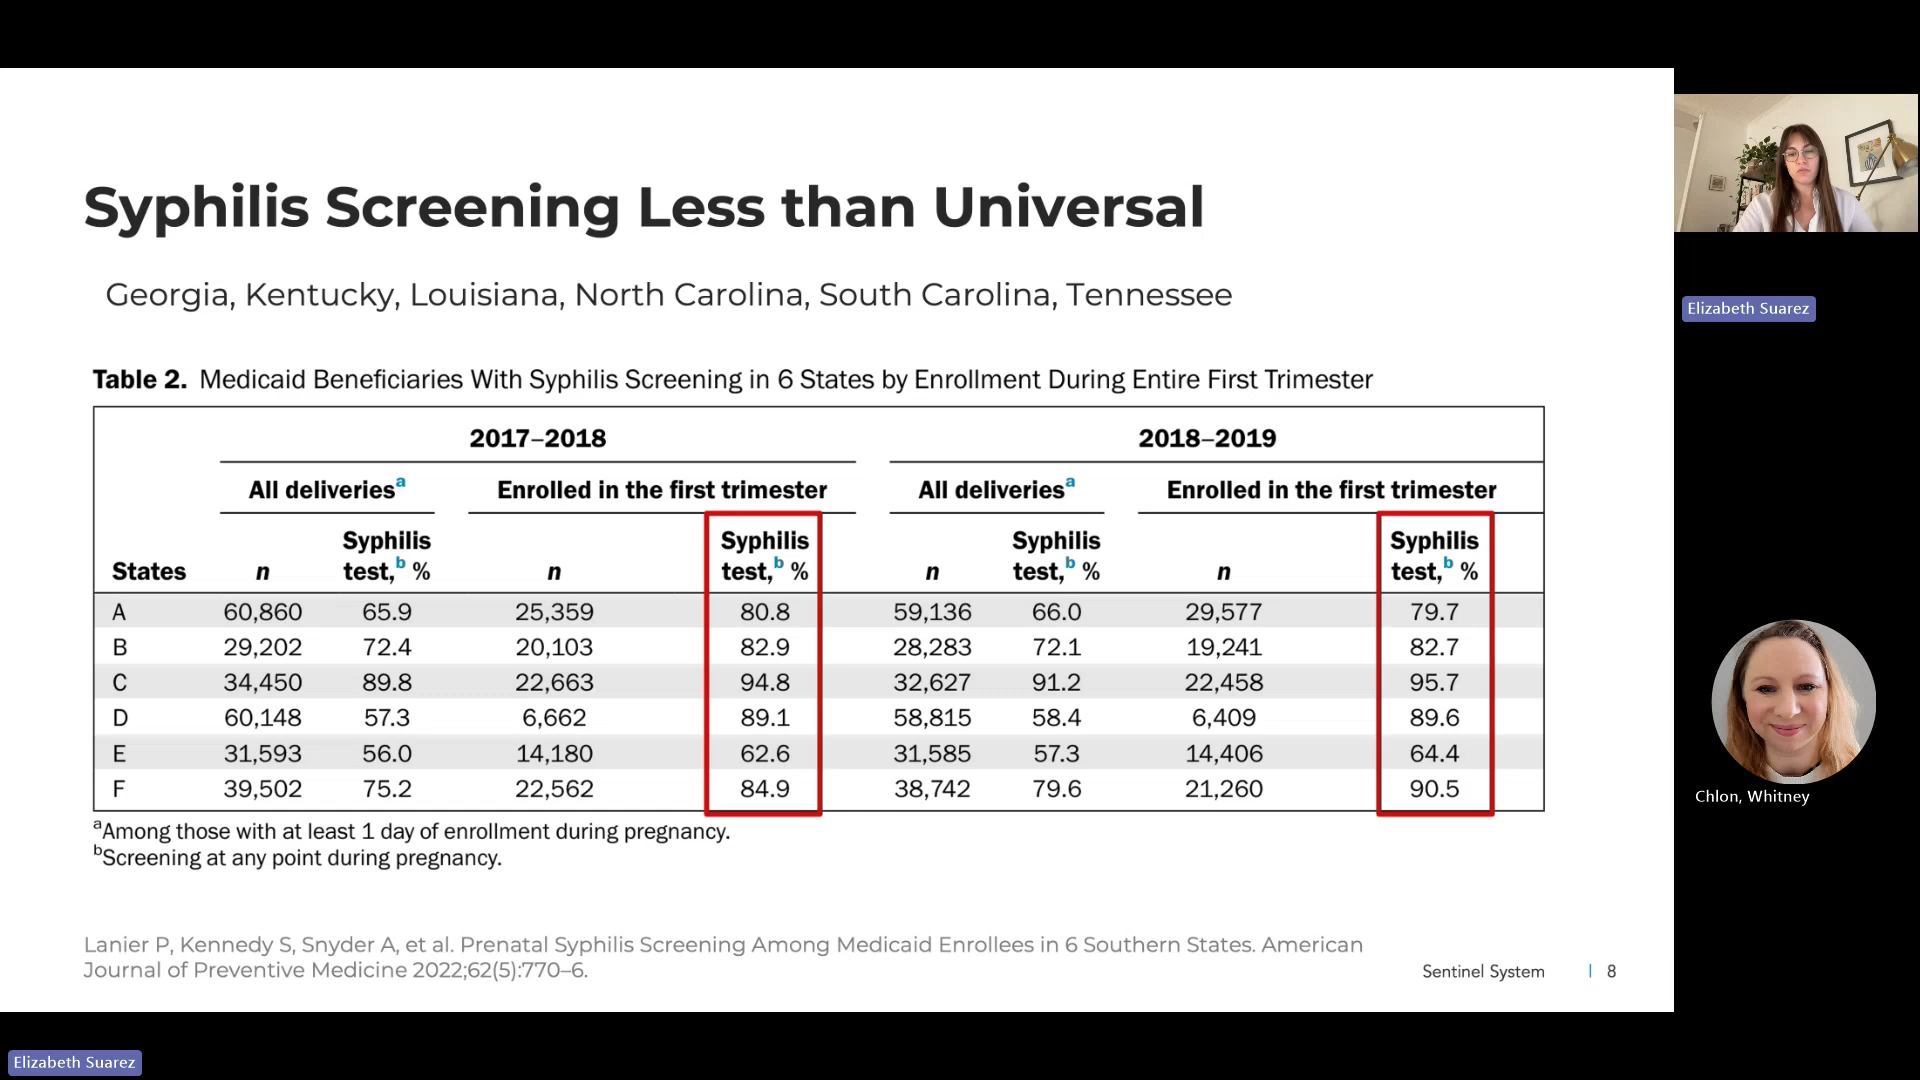 Syphilis Screening Less than Universal
Georgia, Kentucky, Louisiana, North Carolina, South Carolina, Tennessee
Table 2. Medicaid Beneficiaries With Syphilis Screening in 6 States by Enrollment During Entire First Trimester
2017–2018 2018–2019
All deliveriesa Enrolled in the first trimester All deliveriesa Enrolled in the first trimester
Syphilis Syphilis Syphilis Syphilis
States n test,b % n test,b % n test,b % n test,b %
A 60,860 65.9 25,359 80.8 59,136 66.0 29,577 79.7
B 29,202 72.4 20,103 82.9 28,283 72.1 19,241 82.7
C 34,450 89.8 22,663 94.8 32,627 91.2 22,458 95.7
D 60,148 57.3 6,662 89.1 58,815 58.4 6,409 89.6
E 31,593 56.0 14,180 62.6 31,585 57.3 14,406 64.4
F 39,502 75.2 22,562 84.9 38,742 79.6 21,260 90.5
aAmong those with at least 1 day of enrollment during pregnancy.
bScreening at any point during pregnancy.
Lanier P, Kennedy S, Snyder A, et al. Prenatal Syphilis Screening Among Medicaid Enrollees in 6 Southern States. American
Journal of Preventive Medicine 2022;62(5):770–6.
Sentinel System | 8
Elizabeth Suarez
Chlon, Whitney
Elizabeth Suarez